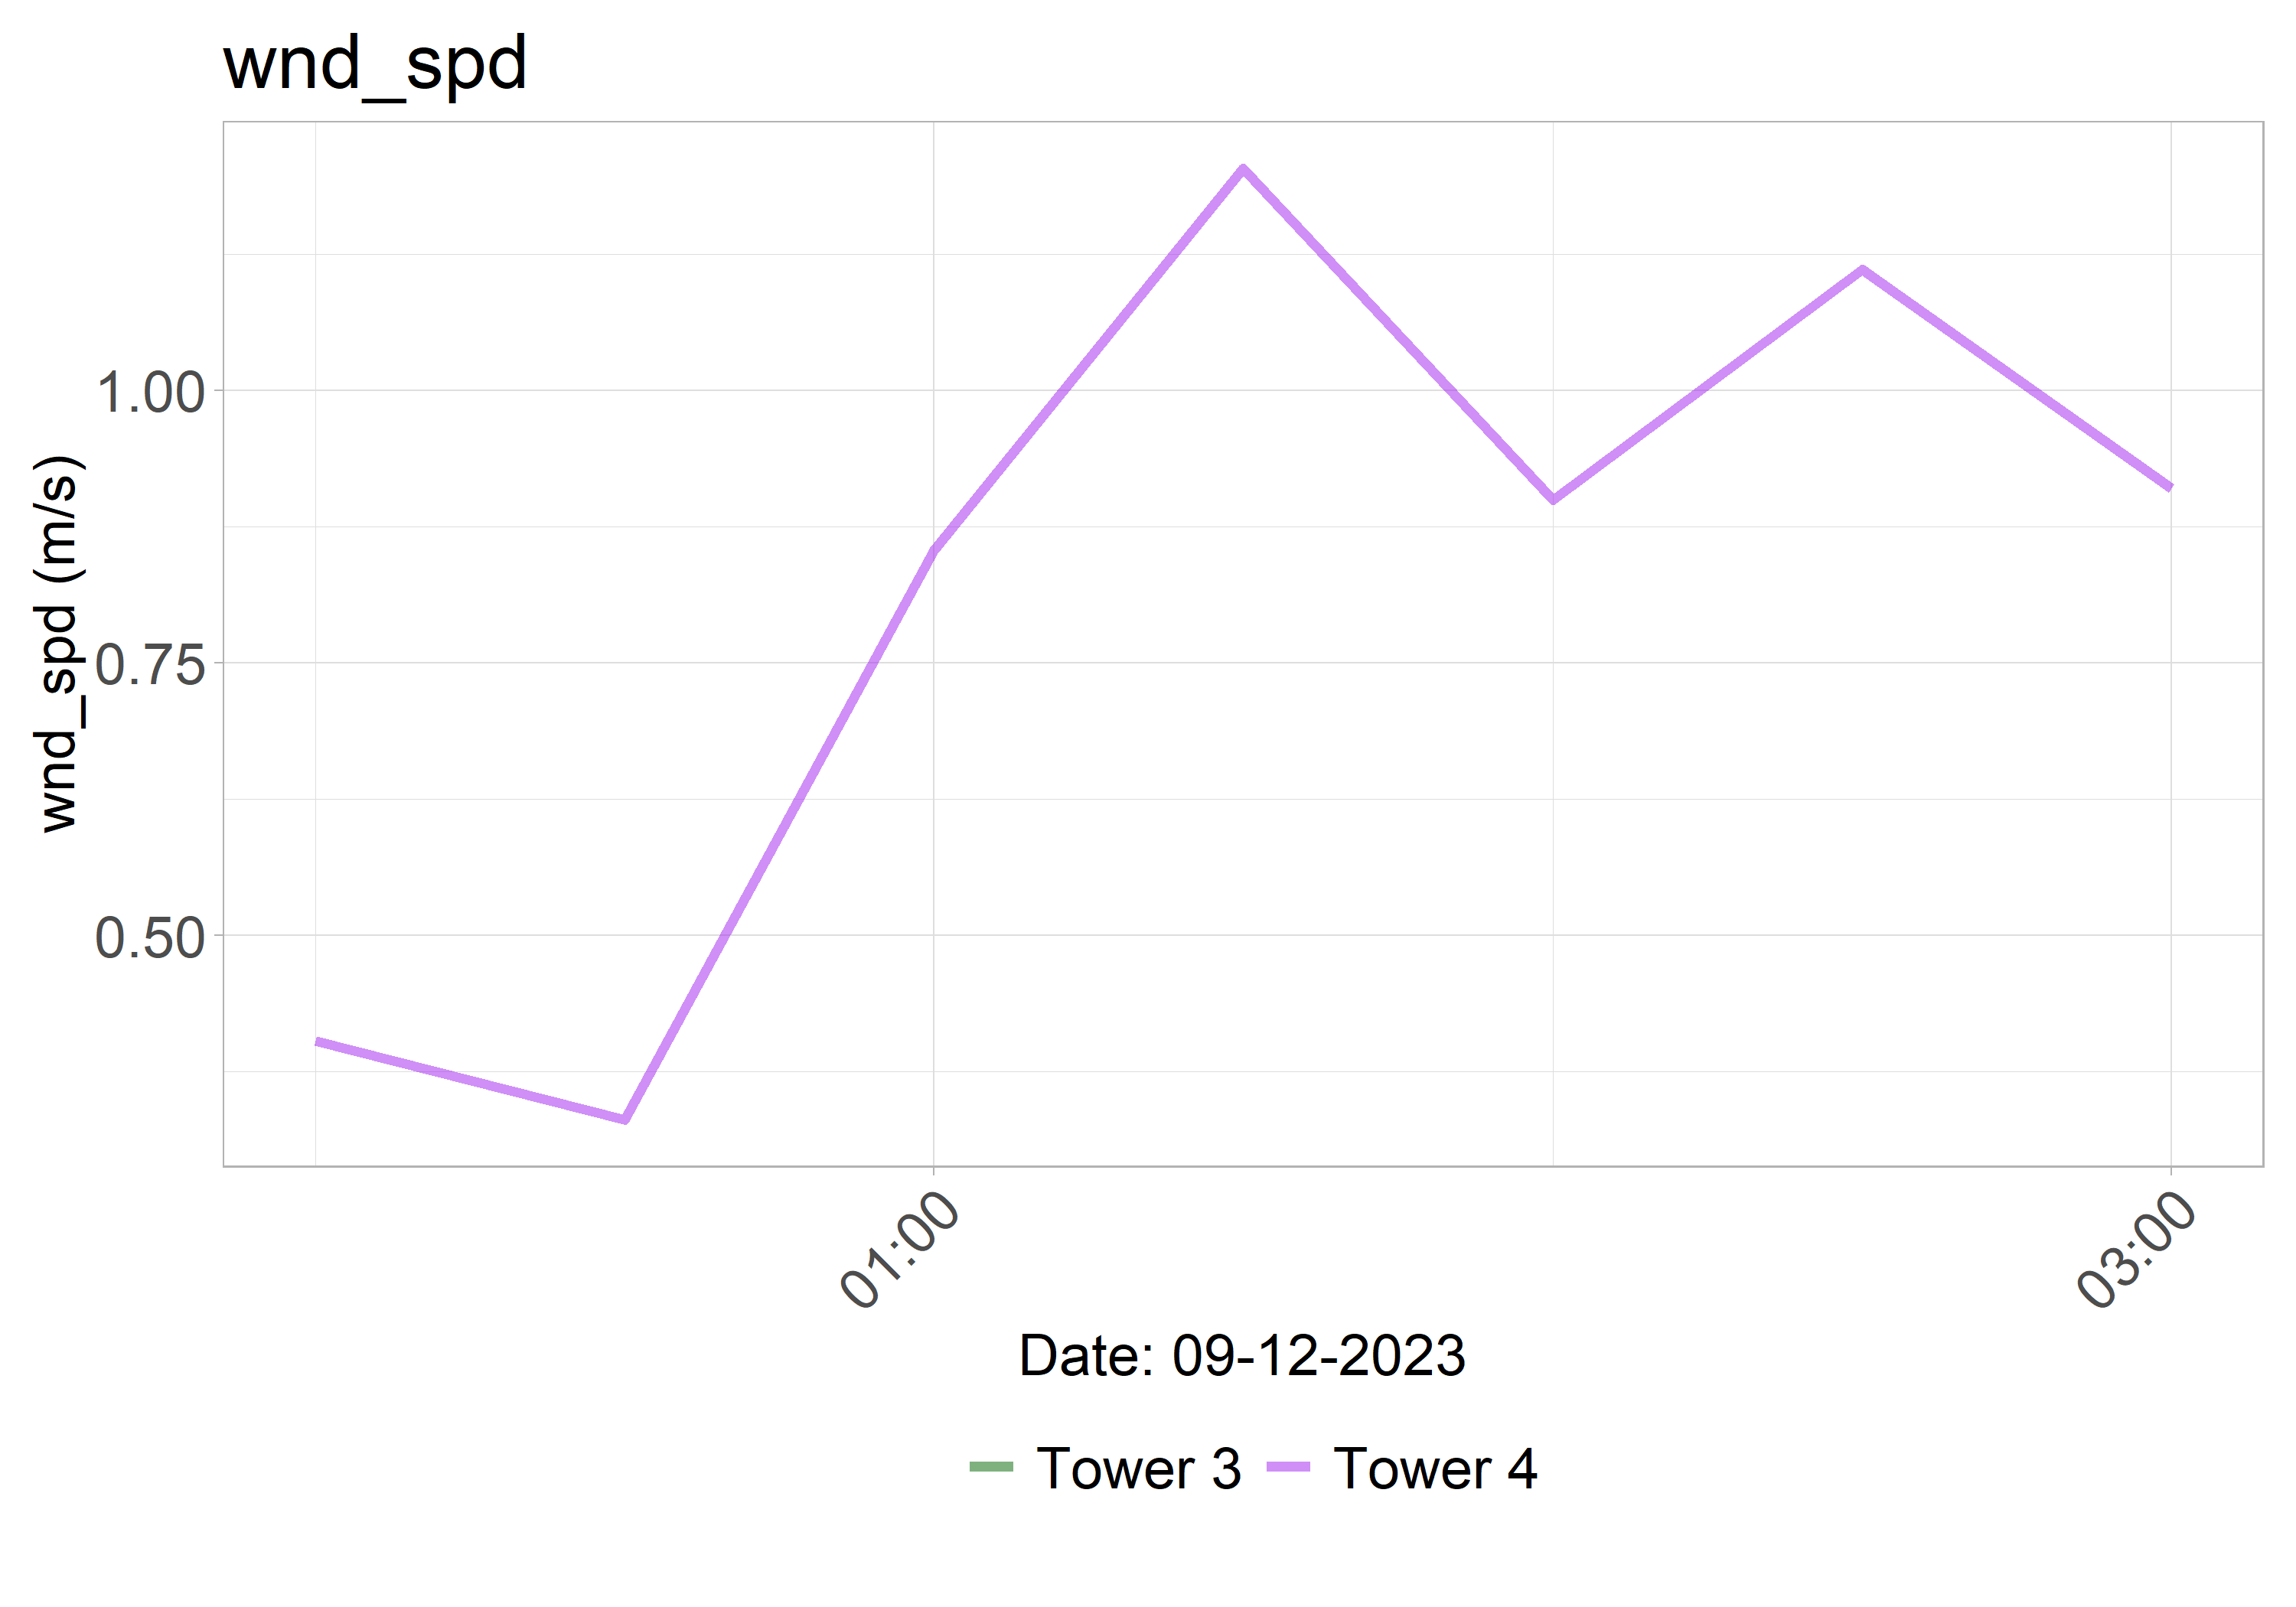 wnd_spd
wnd_spd (m/s)
1.00
0.75
0.50
01:00
03:00
Date: 09-12-2023
Tower 3
Tower 4